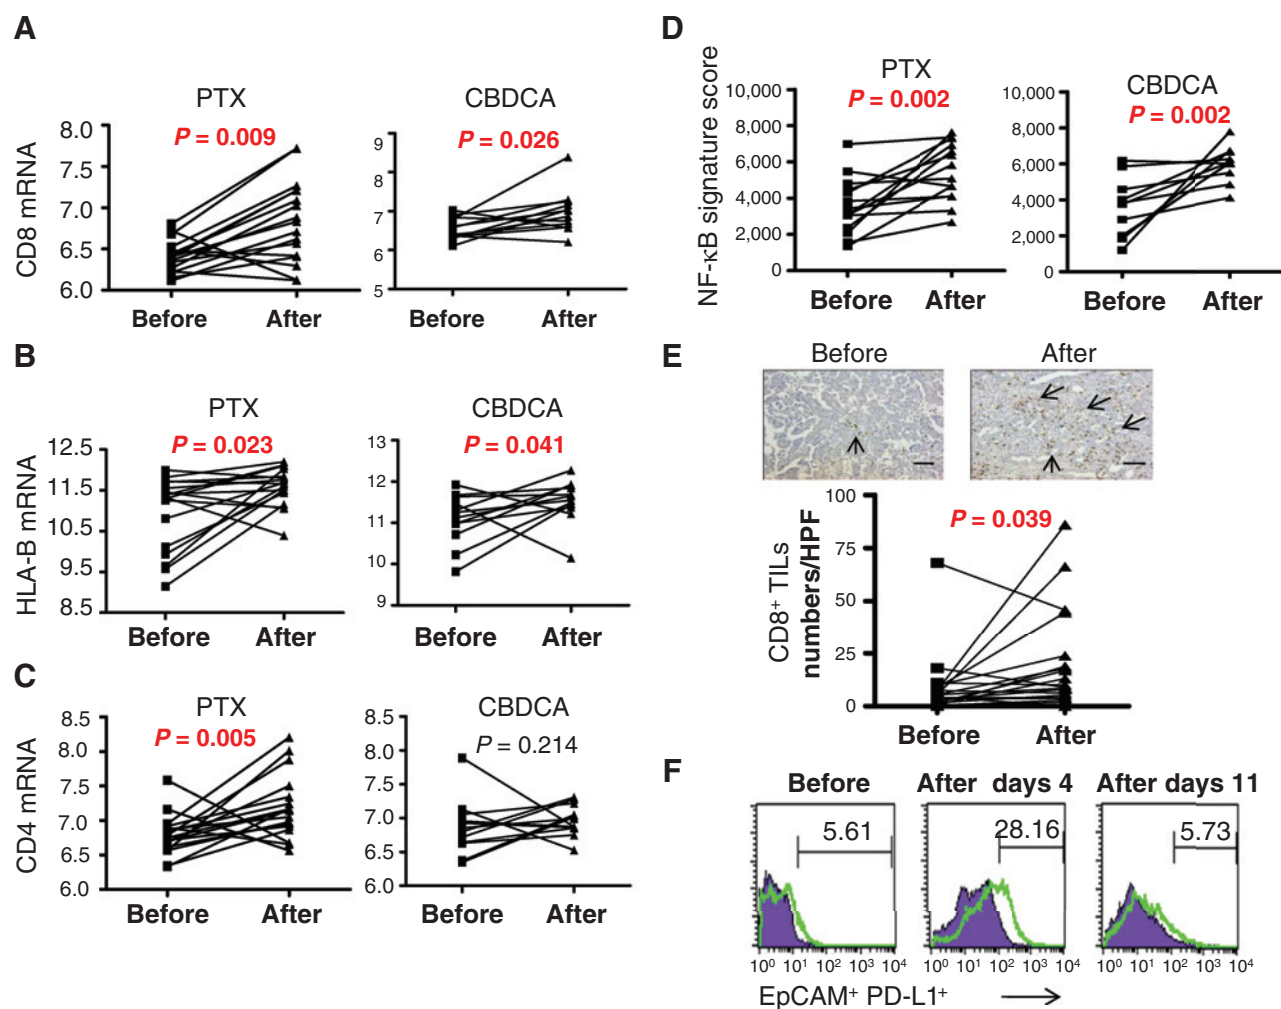 A
PTX
P = 0.009
CD8 mRNA
8.0
7.5
7.0
6.5
6.0
Before After
CBDCA
P = 0.026
9
8
7
6
5
Before After
B
PTX
P = 0.023
HLA-B mRNA
12.5
11.5
10.5
9.5
8.5
Before After
CBDCA
P = 0.041
13
12
11
10
9
Before After
C
PTX
P = 0.005
CD4 mRNA
8.5
8.0
7.5
7.0
6.5
6.0
Before After
CBDCA
P = 0.214
8.5
8.0
7.5
7.0
6.5
6.0
Before After
D
PTX
P = 0.002
NF-κB signature score
10,000
8,000
6,000
4,000
2,000
0
Before After
CBDCA
P = 0.002
10,000
8,000
6,000
4,000
2,000
0
Before After
E
Before After
P = 0.039
CD8+ TILs
numbers/HPF
100
75
50
25
0
Before After
F
Before After days 4 After days 11
5.61 28.16 5.73
10⁰ 10¹ 10² 10³ 10⁴ 10⁰ 10¹ 10² 10³ 10⁴ 10⁰ 10¹ 10² 10³ 10⁴
EpCAM+ PD-L1+